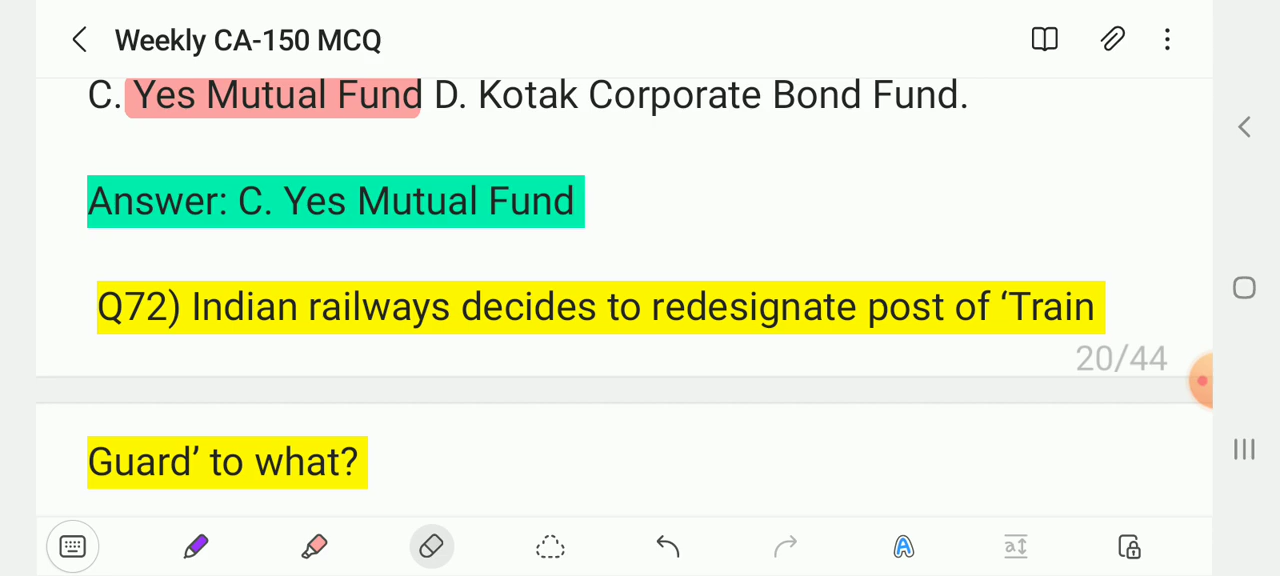 Weekly CA-150 MCQ
C. Yes Mutual Fund D. Kotak Corporate Bond Fund.
Answer: C. Yes Mutual Fund
Q72) Indian railways decides to redesignate post of ‘Train
20/44
Guard’ to what?